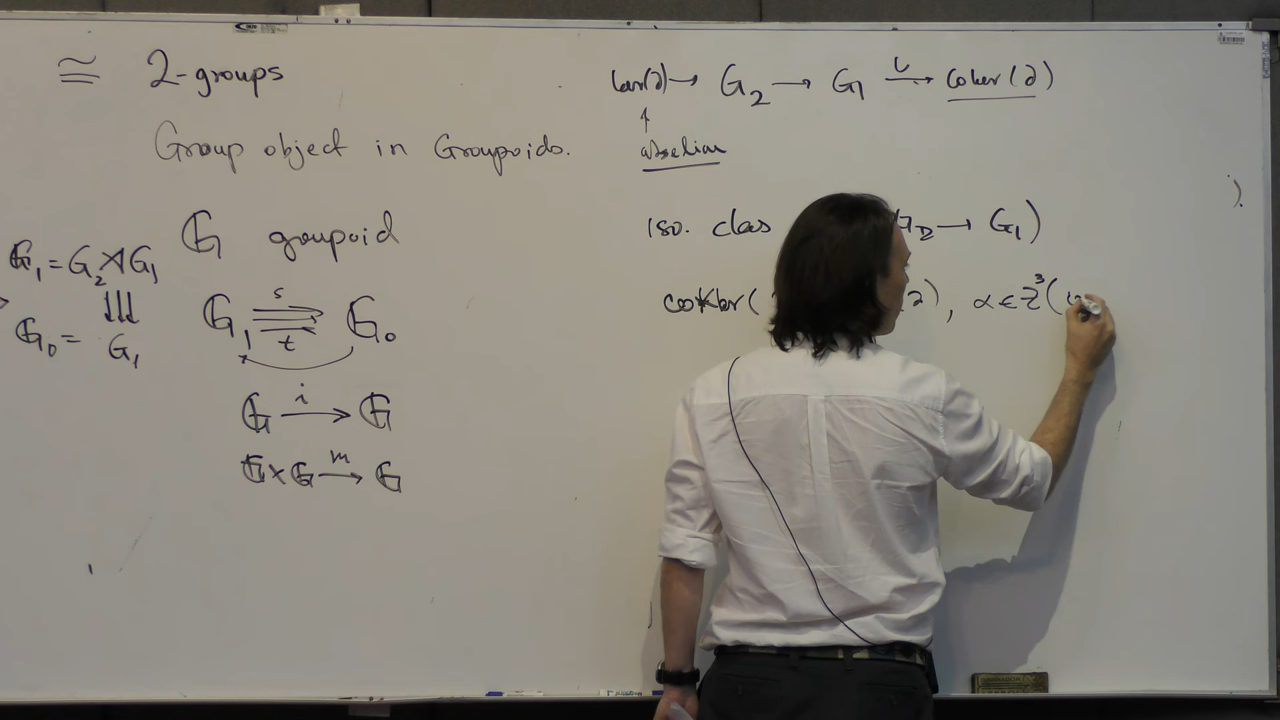 ≅ 2-groups
Group object in Groupoids.
𝔾 groupoid
𝔾₁ = G₂ ⋊ G₁
𝔾₀ = G₁
𝔾₁ s t 𝔾₀
𝔾 —i→ 𝔾
𝔾 × 𝔾 —m→ 𝔾
ker(∂) → G₂ → G₁ → coker(∂)
↑
abelian
Iso. clas → G₁)
coker( ∂), α ∈ Z³(
).